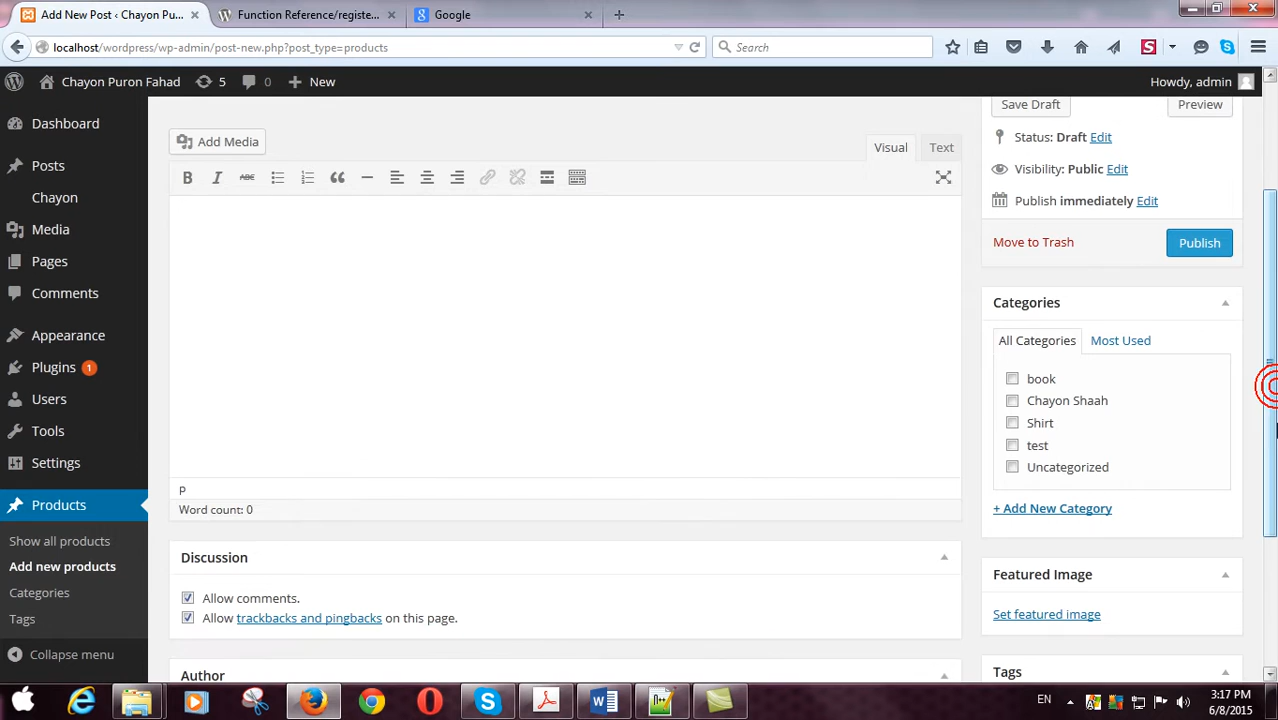 Add New Post ‹ Chayon Pu...
Function Reference/registe...
Google
localhost/wordpress/wp-admin/post-new.php?post_type=products
Search
Chayon Puron Fahad
5
0
New
Howdy, admin
Dashboard
Posts
Chayon
Media
Pages
Comments
Appearance
Plugins 1
Users
Tools
Settings
Products
Show all products
Add new products
Categories
Tags
Collapse menu
Add Media
Visual
Text
B I ABC
P
Word count: 0
Discussion
Allow comments.
Allow trackbacks and pingbacks on this page.
Author
Save Draft
Preview
Status: Draft Edit
Visibility: Public Edit
Publish immediately Edit
Move to Trash
Publish
Categories
All Categories
Most Used
book
Chayon Shaah
Shirt
test
Uncategorized
+ Add New Category
Featured Image
Set featured image
Tags
EN
3:17 PM
6/8/2015